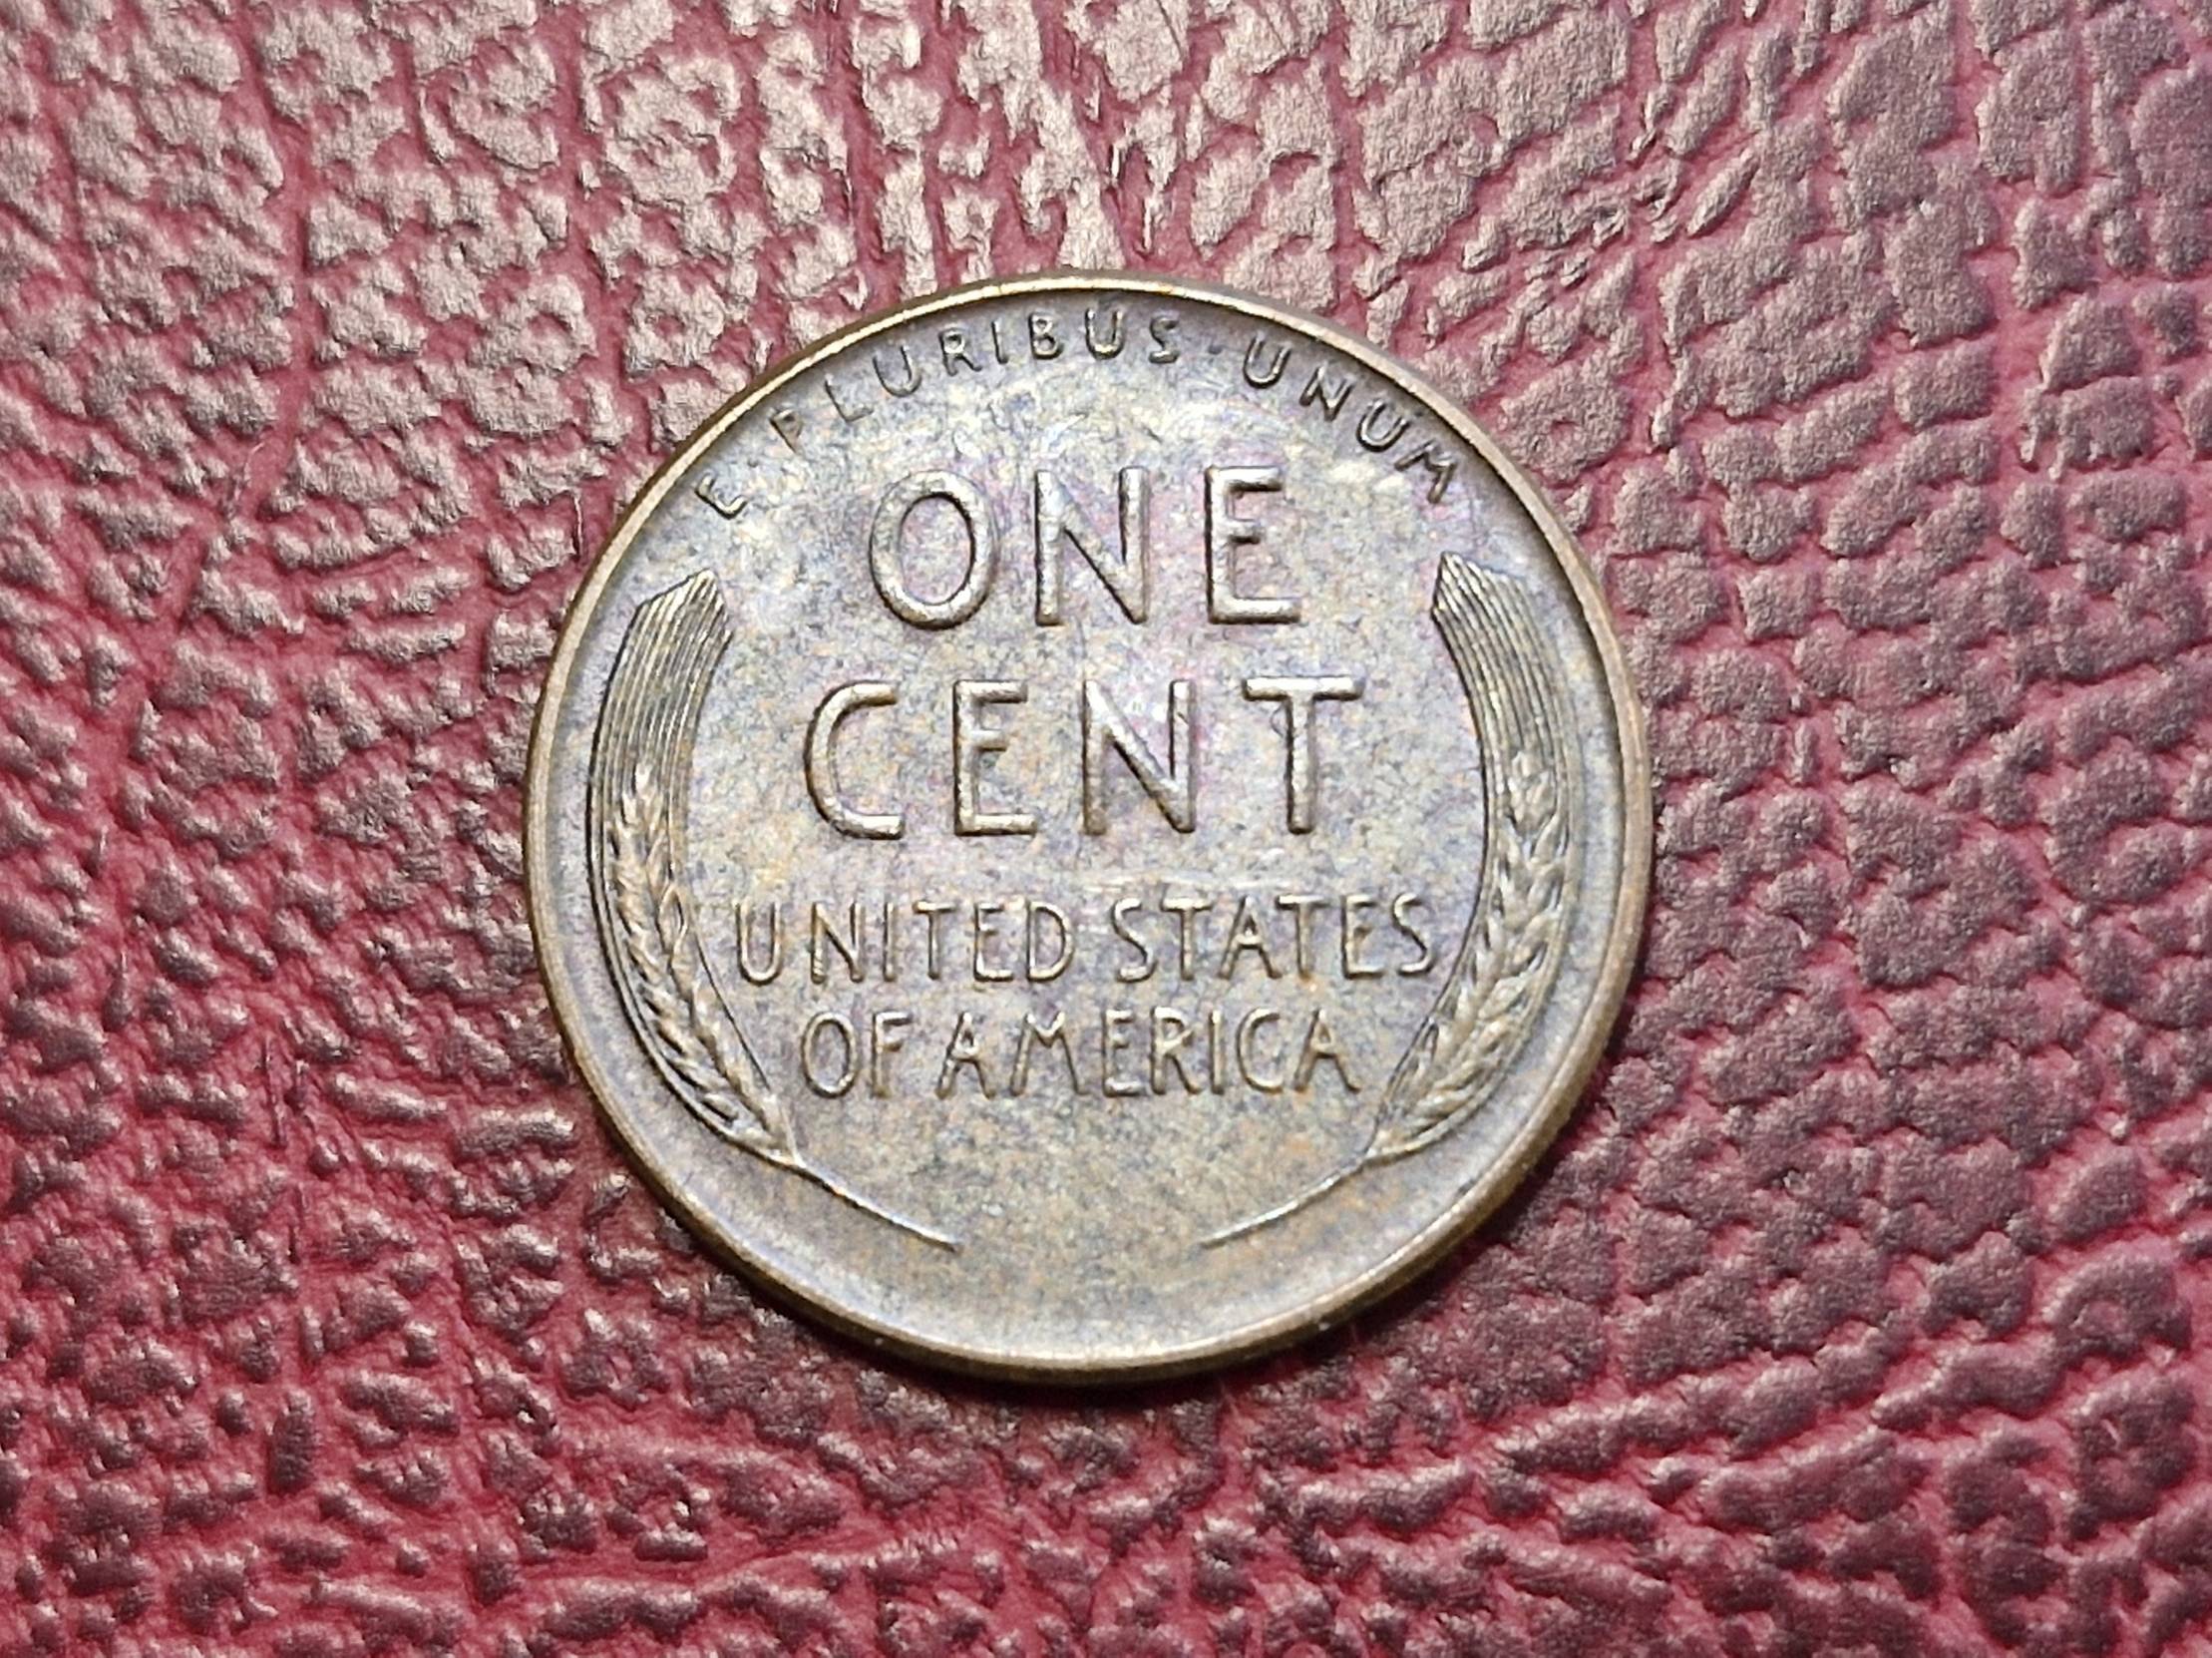 E·PLURIBUS·UNUM
ONE
CENT
UNITED STATES
OF AMERICA